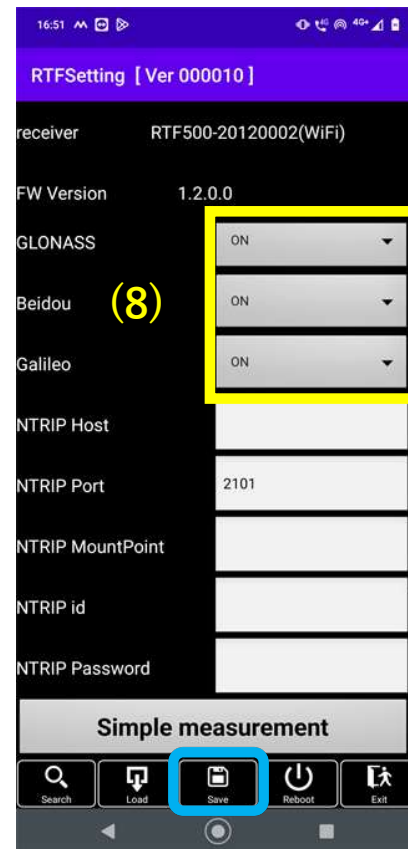 16:51 4G+
RTFSetting [ Ver 000010 ]
receiver RTF500-20120002(WiFi)
FW Version 1.2.0.0
GLONASS ON
Beidou (8) ON
Galileo ON
NTRIP Host
NTRIP Port 2101
NTRIP MountPoint
NTRIP id
NTRIP Password
Simple measurement
Search Load Save Reboot Exit